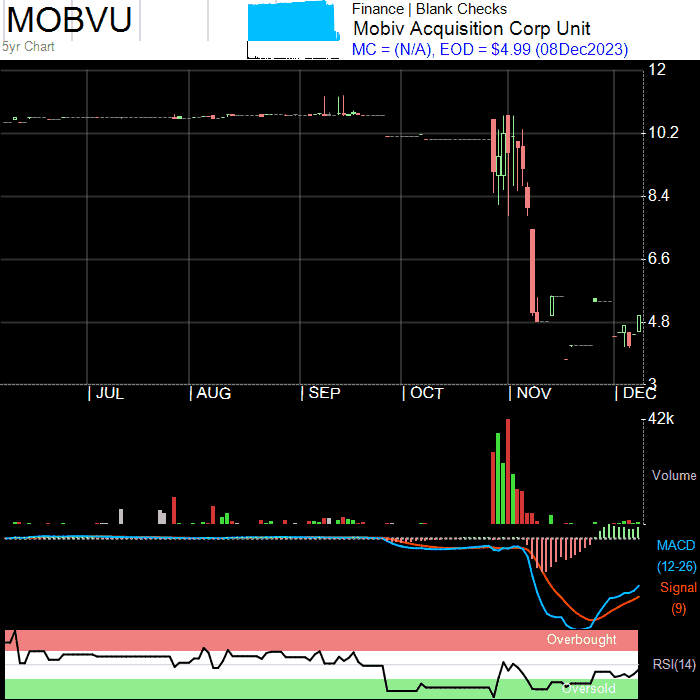 MOBVU
5yr Chart
Finance | Blank Checks
Mobiv Acquisition Corp Unit
MC = (N/A), EOD = $4.99 (08Dec2023)
12
10.2
8.4
6.6
4.8
3
JUL AUG SEP OCT NOV DEC
42k
Volume
MACD
(12-26)
Signal
(9)
Overbought
RSI(14)
Oversold